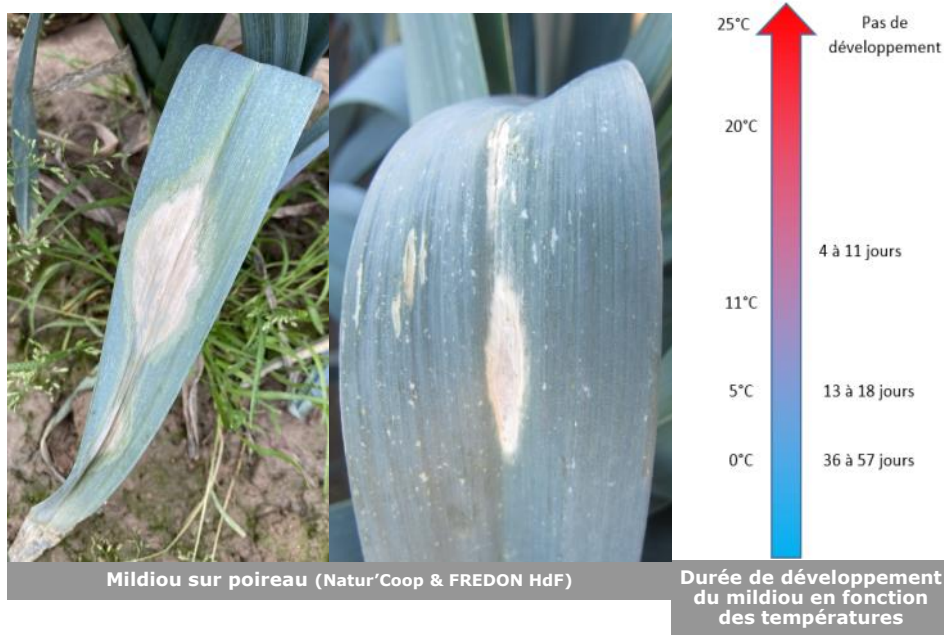 25°C
Pas de
développement
20°C
4 à 11 jours
11°C
5°C
13 à 18 jours
0°C
36 à 57 jours
Mildiou sur poireau (Natur'Coop & FREDON HdF)
Durée de développement
du mildiou en fonction
des températures